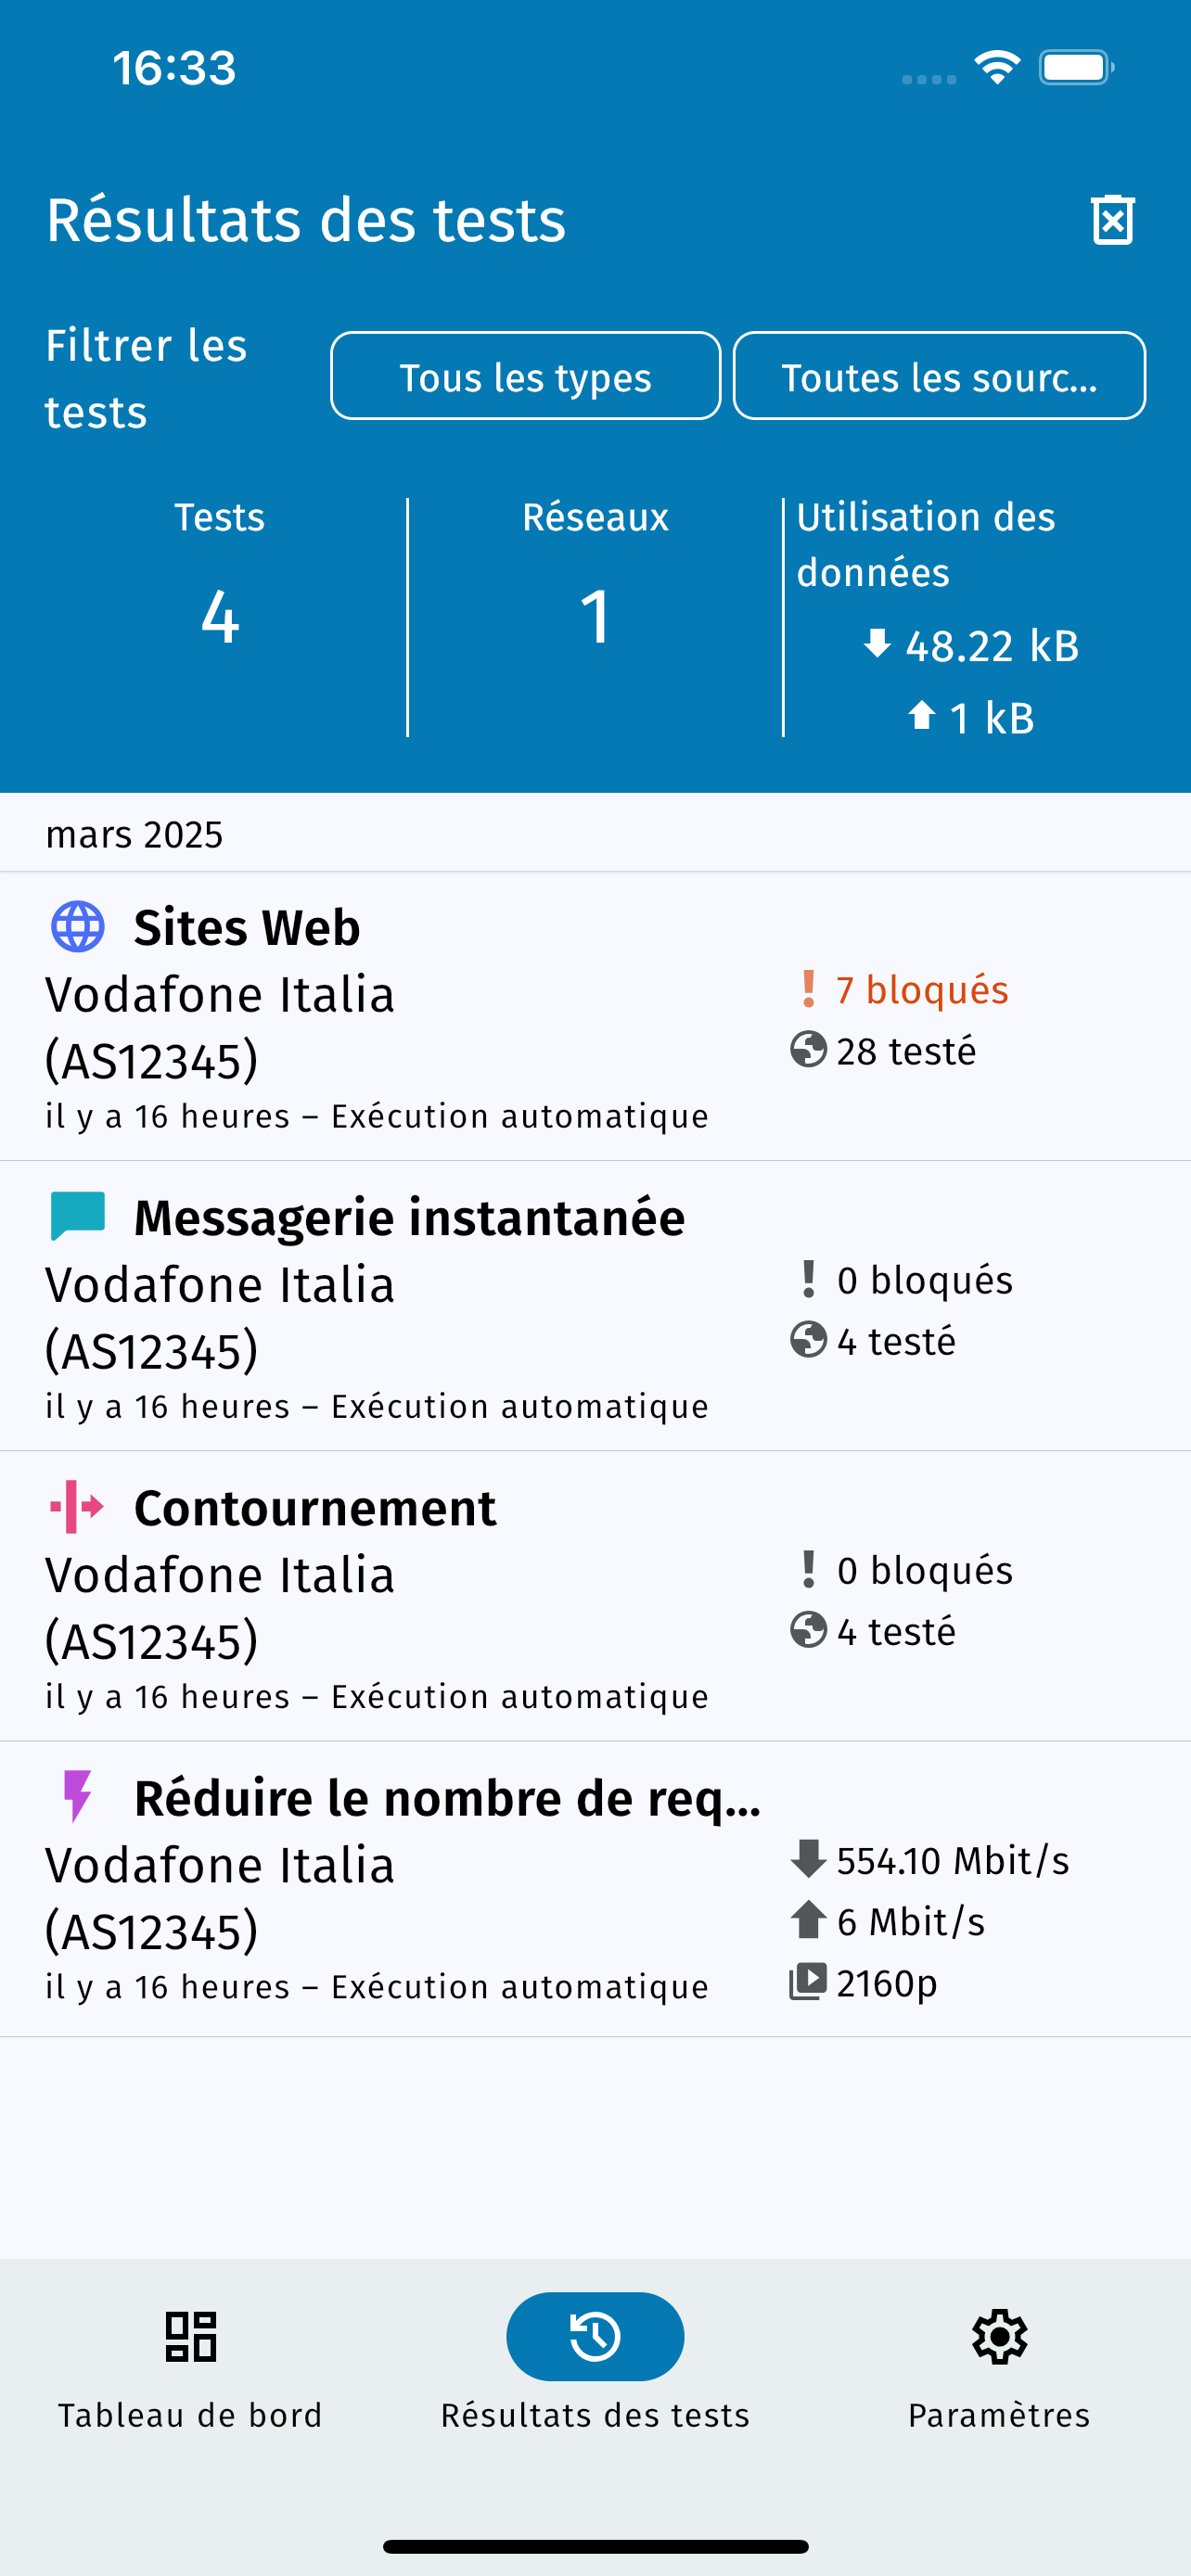 16:33
Résultats des tests
Filtrer les
tests
Tous les types
Toutes les sourc...
Tests
4
Réseaux
1
Utilisation des
données
48.22 kB
1 kB
mars 2025
Sites Web
Vodafone Italia
(AS12345)
il y a 16 heures – Exécution automatique
7 bloqués
28 testé
Messagerie instantanée
Vodafone Italia
(AS12345)
il y a 16 heures – Exécution automatique
0 bloqués
4 testé
Contournement
Vodafone Italia
(AS12345)
il y a 16 heures – Exécution automatique
0 bloqués
4 testé
Réduire le nombre de req...
Vodafone Italia
(AS12345)
il y a 16 heures – Exécution automatique
554.10 Mbit/s
6 Mbit/s
2160p
Tableau de bord
Résultats des tests
Paramètres